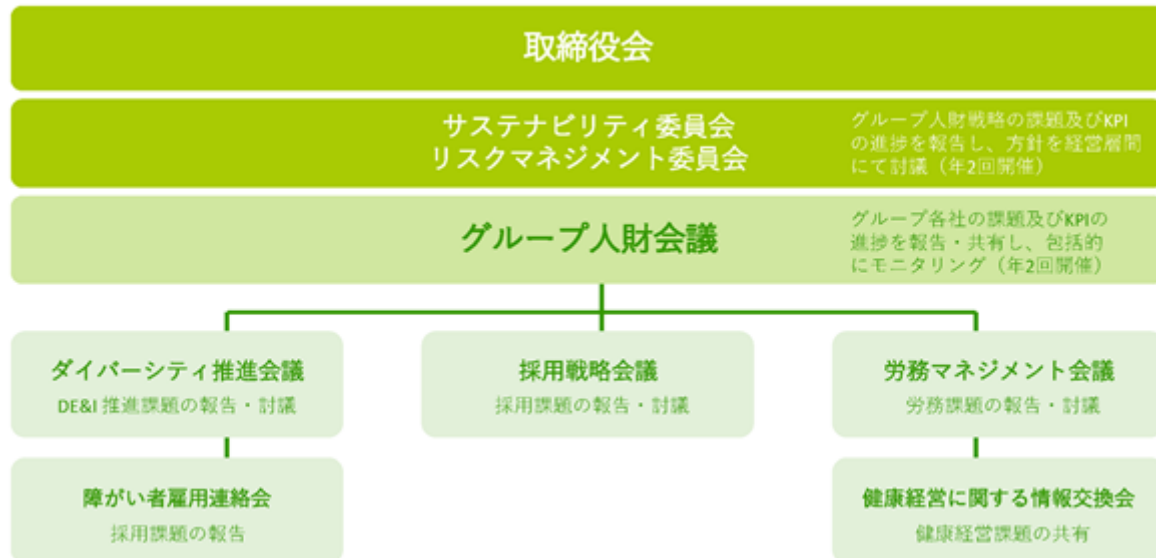 取締役会
サステナビリティ委員会
リスクマネジメント委員会
グループ人財戦略の課題及びKPI
の進捗を報告し、方針を経営層間
にて討議（年2回開催）
グループ人財会議
グループ各社の課題及びKPIの
進捗を報告・共有し、包括的
にモニタリング（年2回開催）
ダイバーシティ推進会議
DE&I 推進課題の報告・討議
採用戦略会議
採用課題の報告・討議
労務マネジメント会議
労務課題の報告・討議
障がい者雇用連絡会
採用課題の報告
健康経営に関する情報交換会
健康経営課題の共有